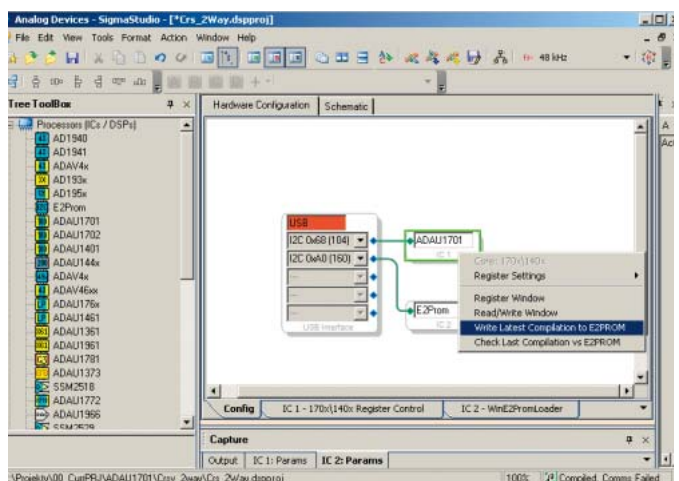 Analog Devices - SigmaStudio - [*Crs_2Way.dspproj]
File Edit View Tools Format Action Window Help
48 kHz
Tree ToolBox
Hardware Configuration
Schematic
Processors (ICs / DSPs)
AD1940
AD1941
ADAV4x
AD193x
AD195x
E2Prom
ADAU1701
ADAU1702
ADAU1401
ADAU144x
ADAV4x
ADAV46xx
ADAU176x
ADAU1461
ADAU1361
ADAU1961
ADAU1781
ADAU1373
SSM2518
ADAU1772
ADAU1966
SSM2529
USB
I2C 0x68 (104)
I2C 0xA0 (160)
---
---
---
USB Interface
ADAU1701
IC 1
E2Prom
IC 2
Core: 170x\140x
Register Settings
Register Window
Read/Write Window
Write Latest Compilation to E2PROM
Check Last Compilation vs E2PROM
Config
IC 1 - 170x\140x Register Control
IC 2 - WinE2PromLoader
Capture
Output
IC 1: Params
IC 2: Params
100%
Compiled, Comms Failed